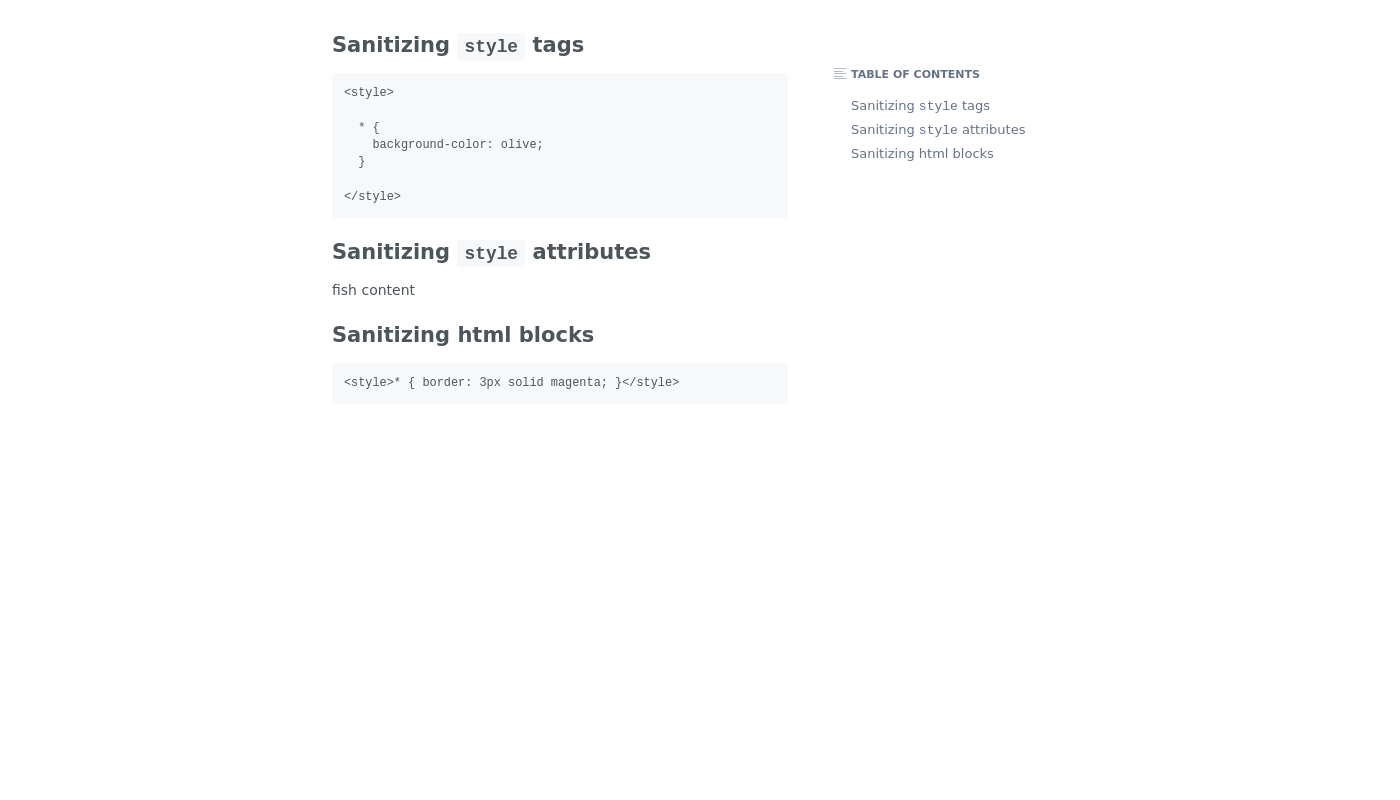 Sanitizing style tags
<style>
* {
background-color: olive;
}
</style>
Sanitizing style attributes
fish content
Sanitizing html blocks
<style>* { border: 3px solid magenta; }</style>
TABLE OF CONTENTS
Sanitizing style tags
Sanitizing style attributes
Sanitizing html blocks